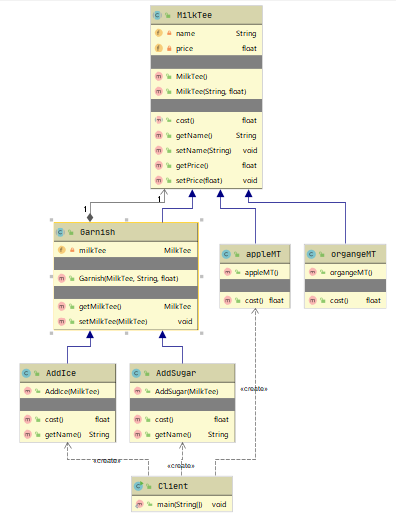 MilkTee
name String
price float
MilkTee()
MilkTee(String, float)
cost() float
getName() String
setName(String) void
getPrice() float
setPrice(float) void
1
1
Garnish
milkTee MilkTee
Garnish(MilkTee, String, float)
getMilkTee() MilkTee
setMilkTee(MilkTee) void
appleMT
appleMT()
cost() float
organgeMT
organgeMT()
cost() float
AddIce
AddIce(MilkTee)
cost() float
getName() String
AddSugar
AddSugar(MilkTee)
cost() float
getName() String
«create»
«create»
«create»
Client
main(String[]) void